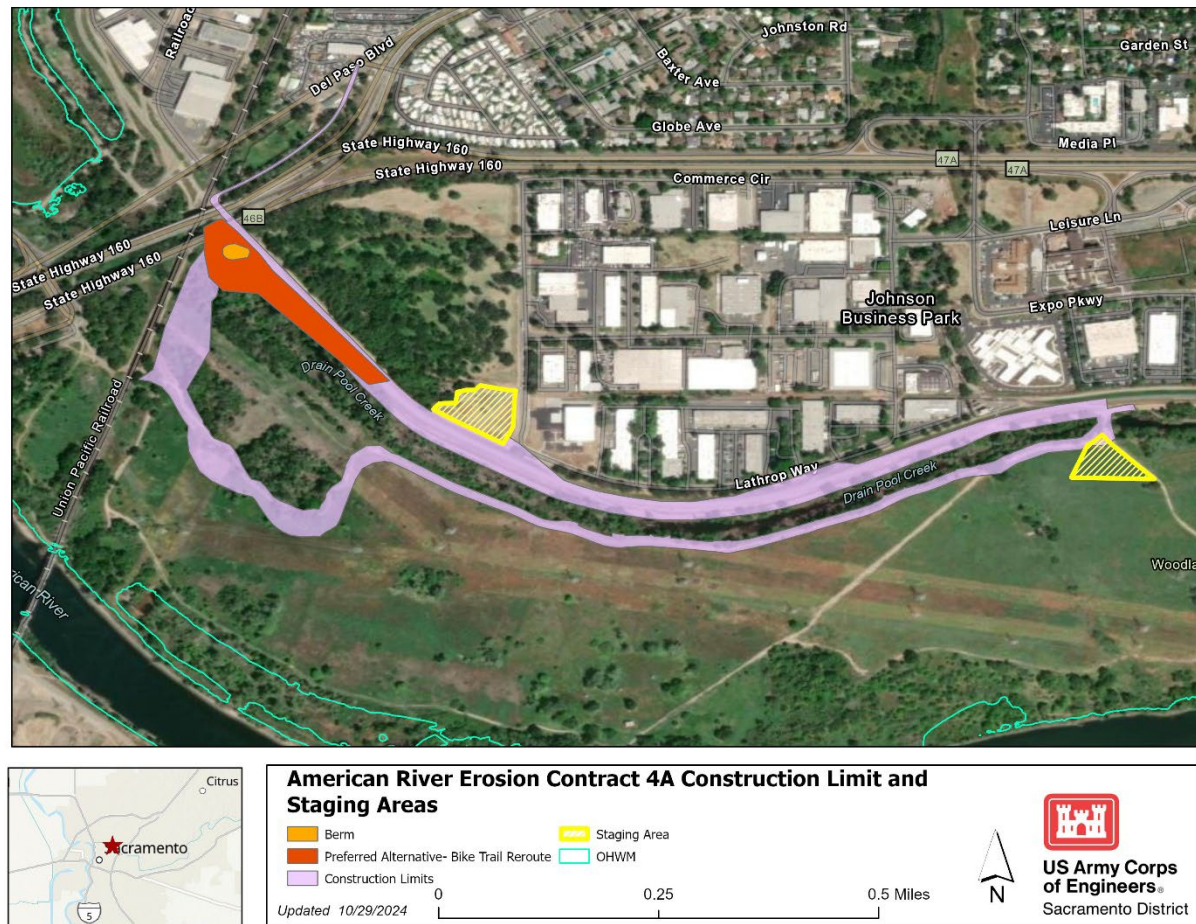 Railroad
Del Paso Blvd
Johnston Rd
Baxter Ave
Garden St
Globe Ave
Media Pl
State Highway 160
State Highway 160
47A
47A
Commerce Cir
46B
Leisure Ln
State Highway 160
State Highway 160
Expo Pkwy
Johnson
Business Park
Drain Pool Creek
Union Pacific Railroad
Lathrop Way
Drain Pool Creek
Woodla
rican River
Citrus
Sacramento
5
American River Erosion Contract 4A Construction Limit and
Staging Areas
Berm
Staging Area
Preferred Alternative- Bike Trail Reroute
OHWM
Construction Limits
Updated 10/29/2024
0
0.25
0.5 Miles
N
US Army Corps
of Engineers®
Sacramento District